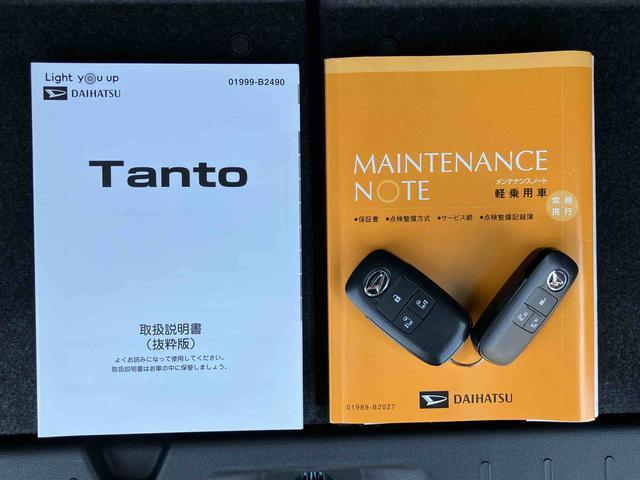 Light you up
DAIHATSU
01999-B2490
Tanto
取扱説明書
（抜粋版）
よくお読みになって使用してください。
取扱説明書はお車の中に保管しましょう。
MAINTENANCE
NOTE
メンテナンスノート
軽乗用車
常時
携行
●保証書 ●点検整備方式 ●サービス網 ●点検整備記録簿
01989-B2027
DAIHATSU